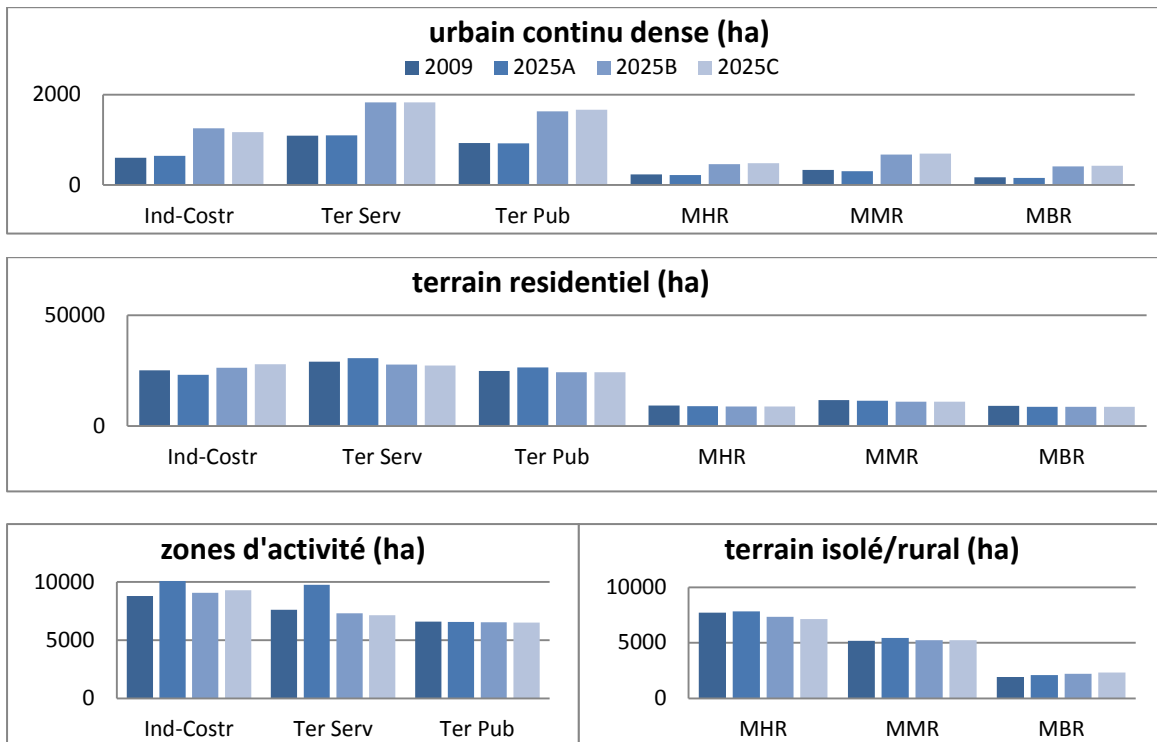 urbain continu dense (ha)
2009 2025A 2025B 2025C
2000
0
Ind-Costr Ter Serv Ter Pub MHR MMR MBR
terrain residentiel (ha)
50000
0
Ind-Costr Ter Serv Ter Pub MHR MMR MBR
zones d'activité (ha)
10000
5000
0
Ind-Costr Ter Serv Ter Pub
terrain isolé/rural (ha)
10000
5000
0
MHR MMR MBR